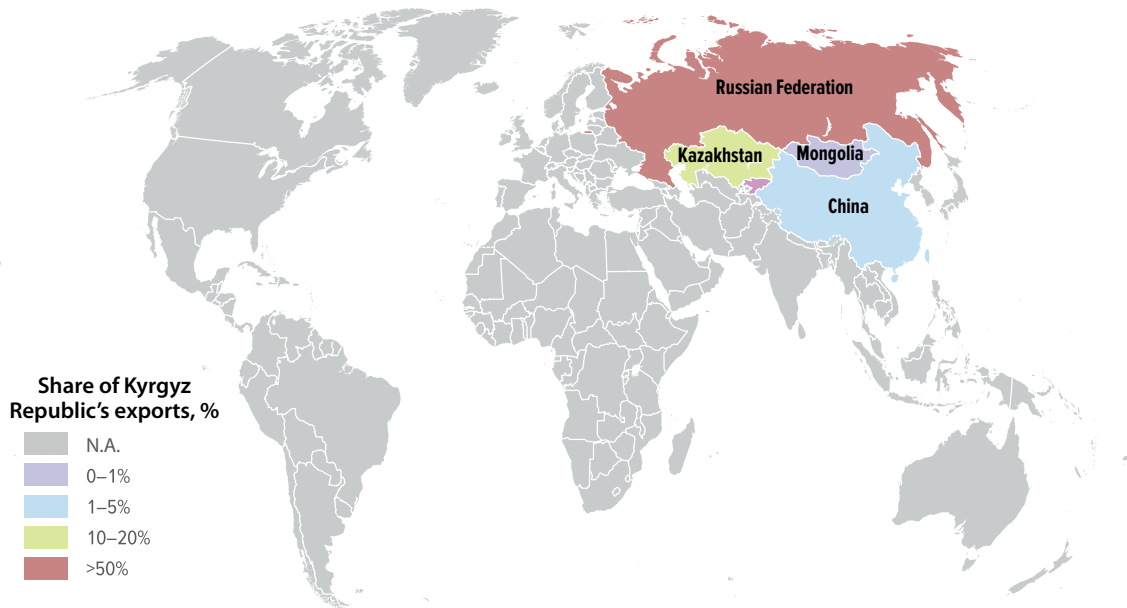 Russian Federation
Kazakhstan
Mongolia
China
Share of Kyrgyz
Republic’s exports, %
N.A.
0–1%
1–5%
10–20%
>50%